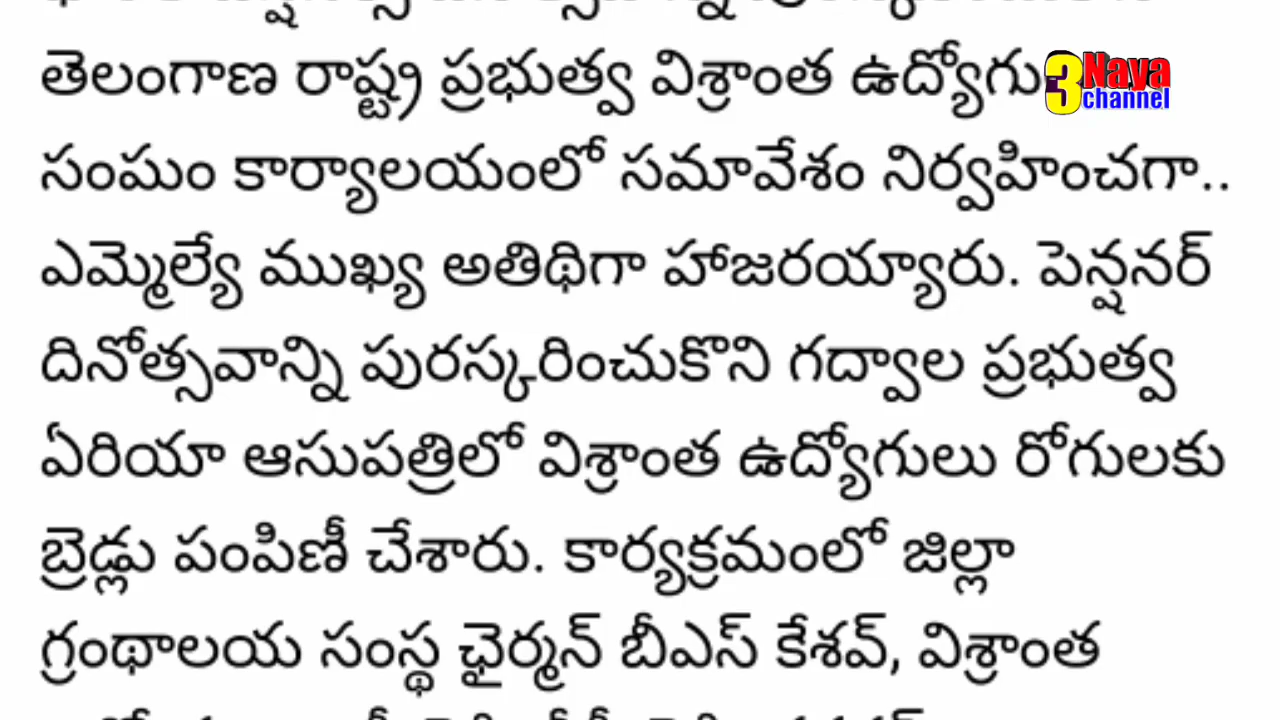 తెలంగాణ రాష్ట్ర ప్రభుత్వ విశ్రాంత ఉద్యోగు
3 Naya channel
సంఘం కార్యాలయంలో సమావేశం నిర్వహించగా..
ఎమ్మెల్యే ముఖ్య అతిథిగా హాజరయ్యారు. పెన్షనర్
దినోత్సవాన్ని పురస్కరించుకొని గద్వాల ప్రభుత్వ
ఏరియా ఆసుపత్రిలో విశ్రాంత ఉద్యోగులు రోగులకు
బ్రెడ్లు పంపిణీ చేశారు. కార్యక్రమంలో జిల్లా
గ్రంథాలయ సంస్థ ఛైర్మన్ బీఎస్ కేశవ్, విశ్రాంత